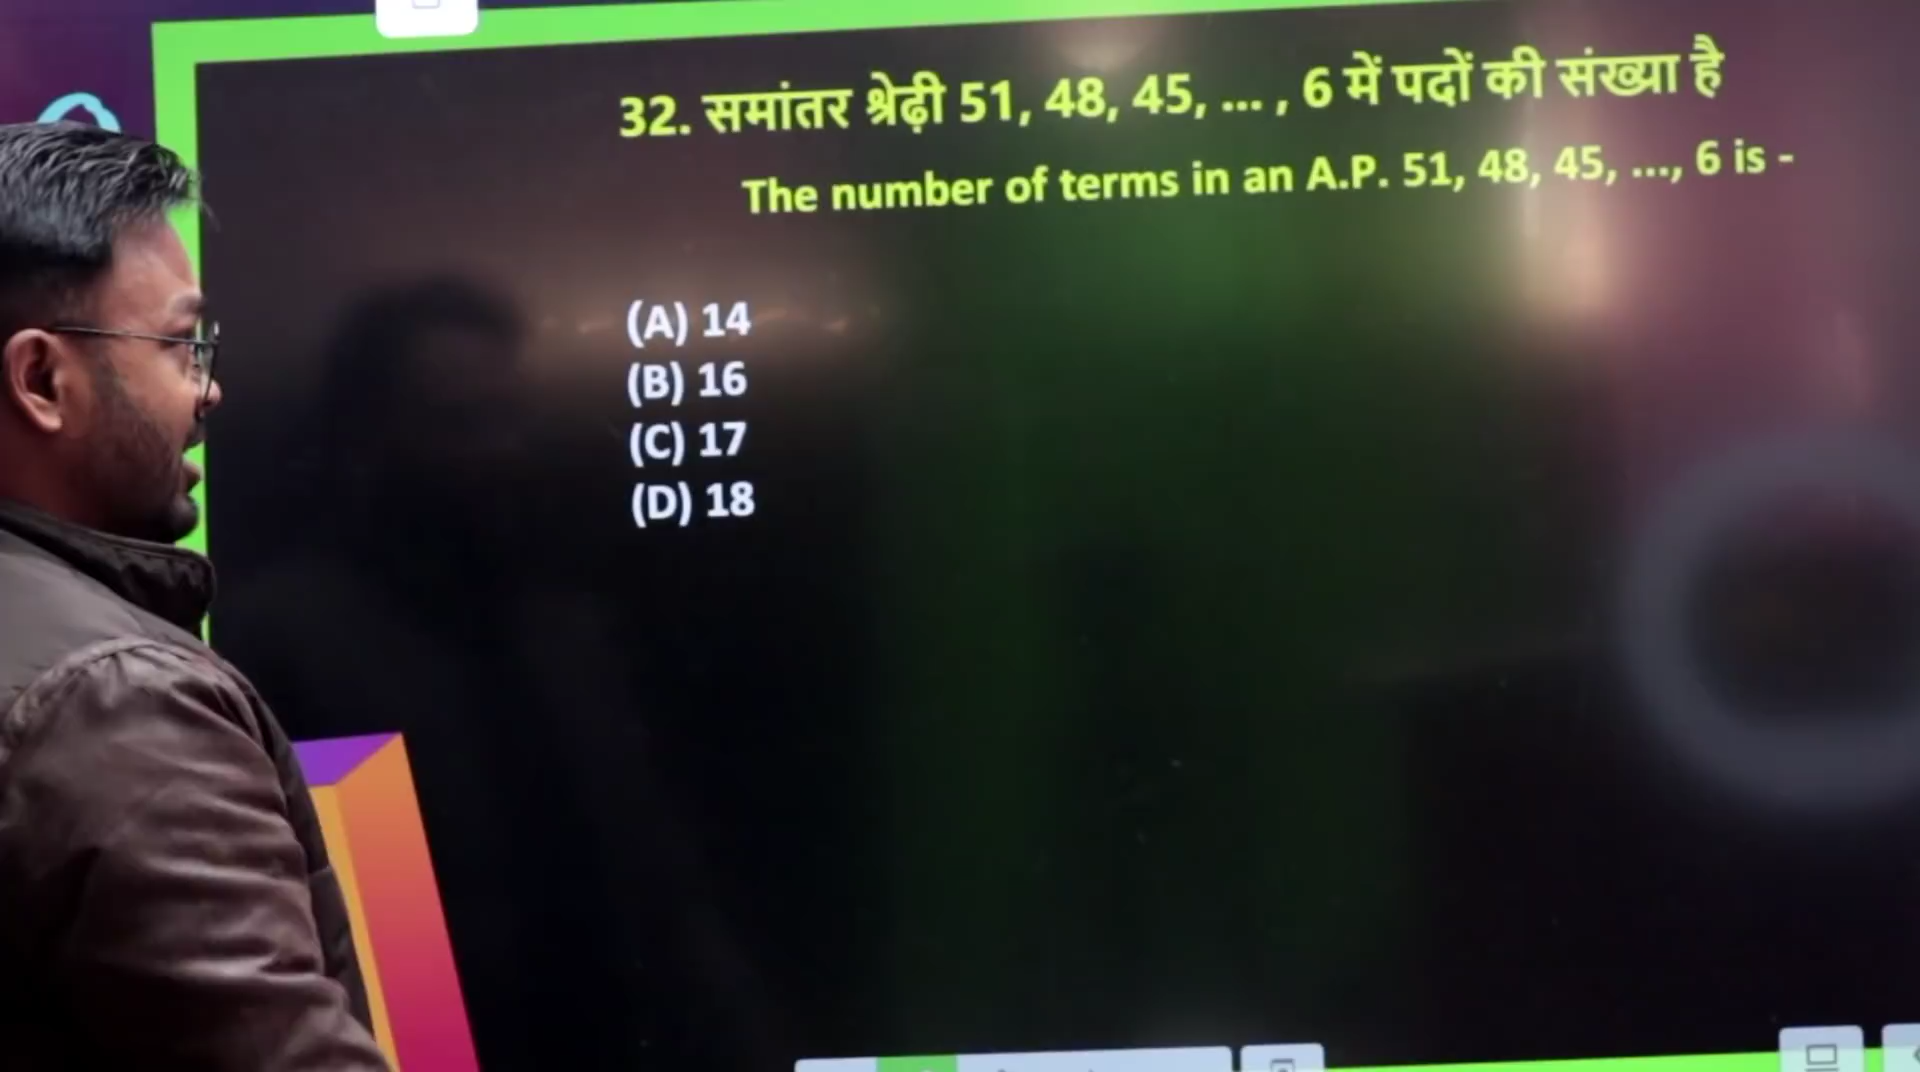 32. समांतर श्रेढ़ी 51, 48, 45, ... , 6 में पदों की संख्या है
The number of terms in an A.P. 51, 48, 45, ..., 6 is -
(A) 14
(B) 16
(C) 17
(D) 18